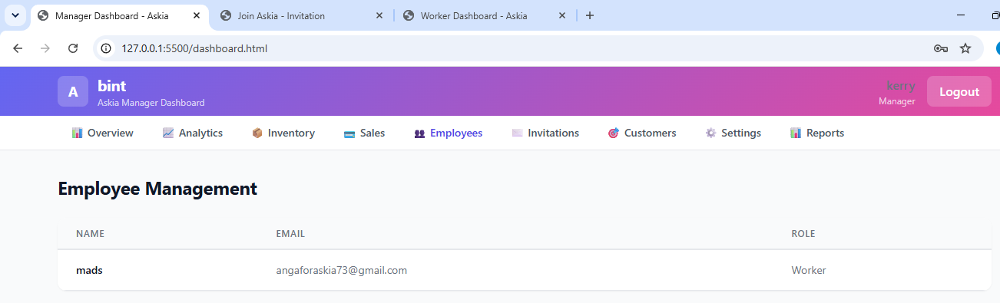 Manager Dashboard - Askia
Join Askia - Invitation
Worker Dashboard - Askia
127.0.0.1:5500/dashboard.html
A
bint
Askia Manager Dashboard
kerry
Manager
Logout
Overview Analytics Inventory Sales Employees Invitations Customers Settings Reports
Employee Management
NAME EMAIL ROLE
mads angaforaskia73@gmail.com Worker